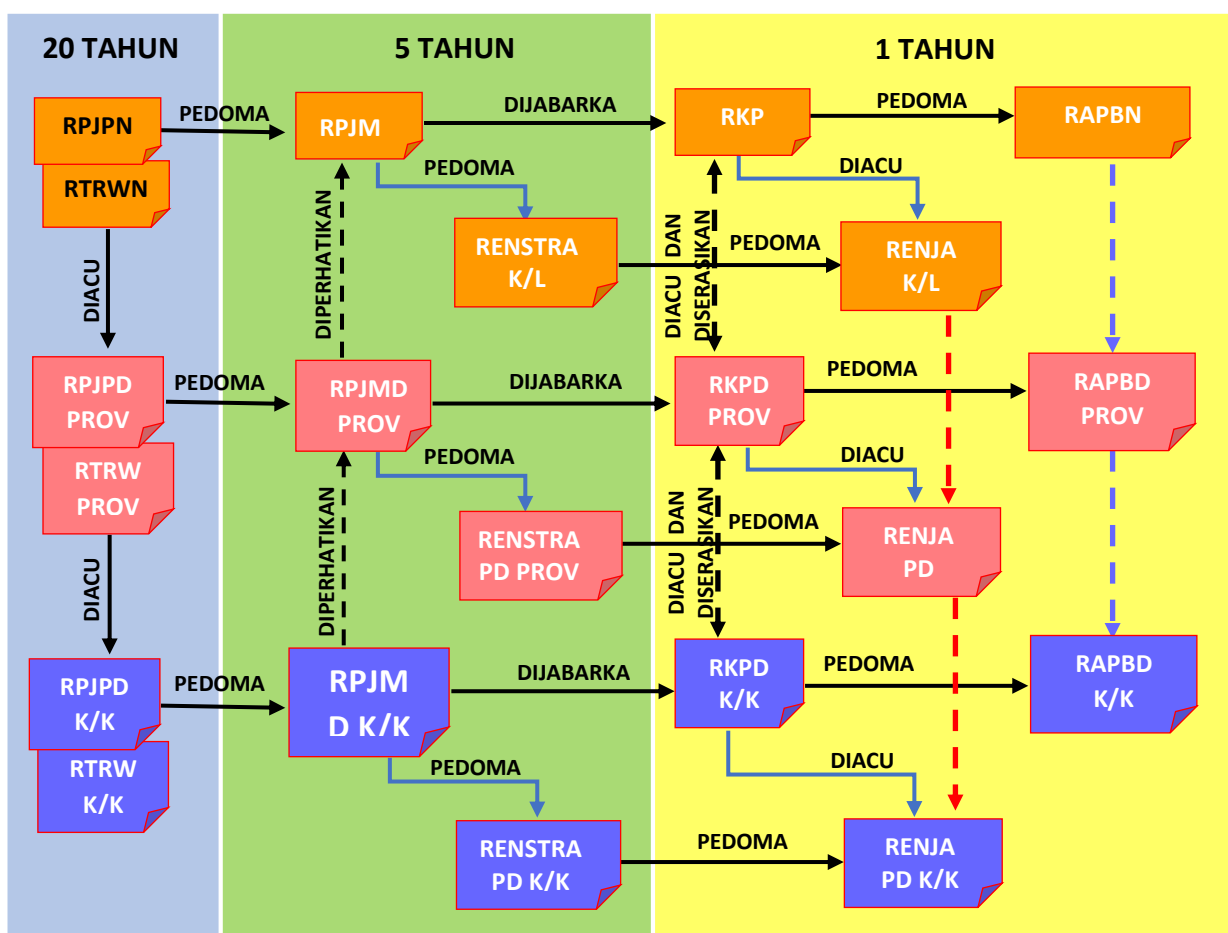 20 TAHUN
5 TAHUN
1 TAHUN
RPJPN
PEDOMA
RPJM
DIJABARKA
RKP
PEDOMA
RAPBN
RTRWN
PEDOMA
DIACU
RENSTRA
K/L
PEDOMA
RENJA
K/L
DIACU
DIPERHATIKAN
DIACU DAN
DISERASIKAN
RPJPD
PROV
PEDOMA
RPJMD
PROV
DIJABARKA
RKPD
PROV
PEDOMA
RAPBD
PROV
RTRW
PROV
PEDOMA
DIACU
RENSTRA
PD PROV
PEDOMA
RENJA
PD
DIACU
DIPERHATIKAN
DIACU DAN
DISERASIKAN
RPJPD
K/K
PEDOMA
RPJM
D K/K
DIJABARKA
RKPD
K/K
PEDOMA
RAPBD
K/K
RTRW
K/K
PEDOMA
DIACU
RENSTRA
PD K/K
PEDOMA
RENJA
PD K/K